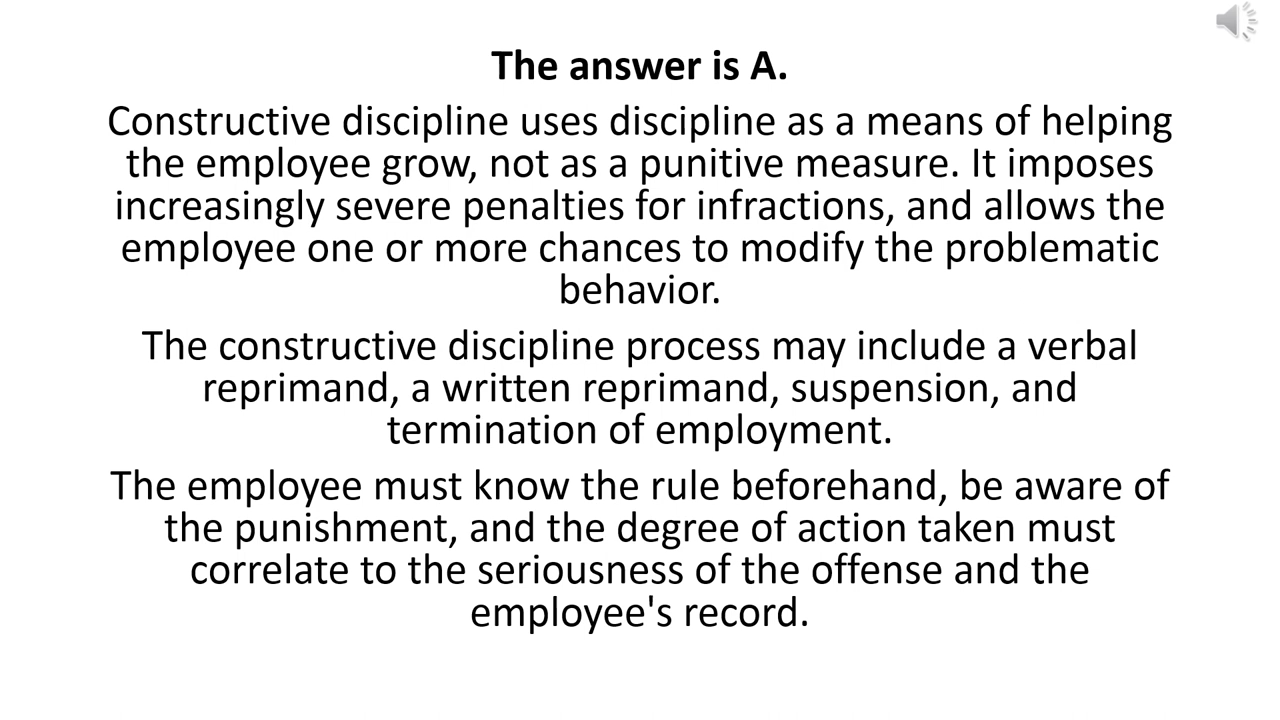 The answer is A.
Constructive discipline uses discipline as a means of helping
the employee grow, not as a punitive measure. It imposes
increasingly severe penalties for infractions, and allows the
employee one or more chances to modify the problematic
behavior.
The constructive discipline process may include a verbal
reprimand, a written reprimand, suspension, and
termination of employment.
The employee must know the rule beforehand, be aware of
the punishment, and the degree of action taken must
correlate to the seriousness of the offense and the
employee's record.